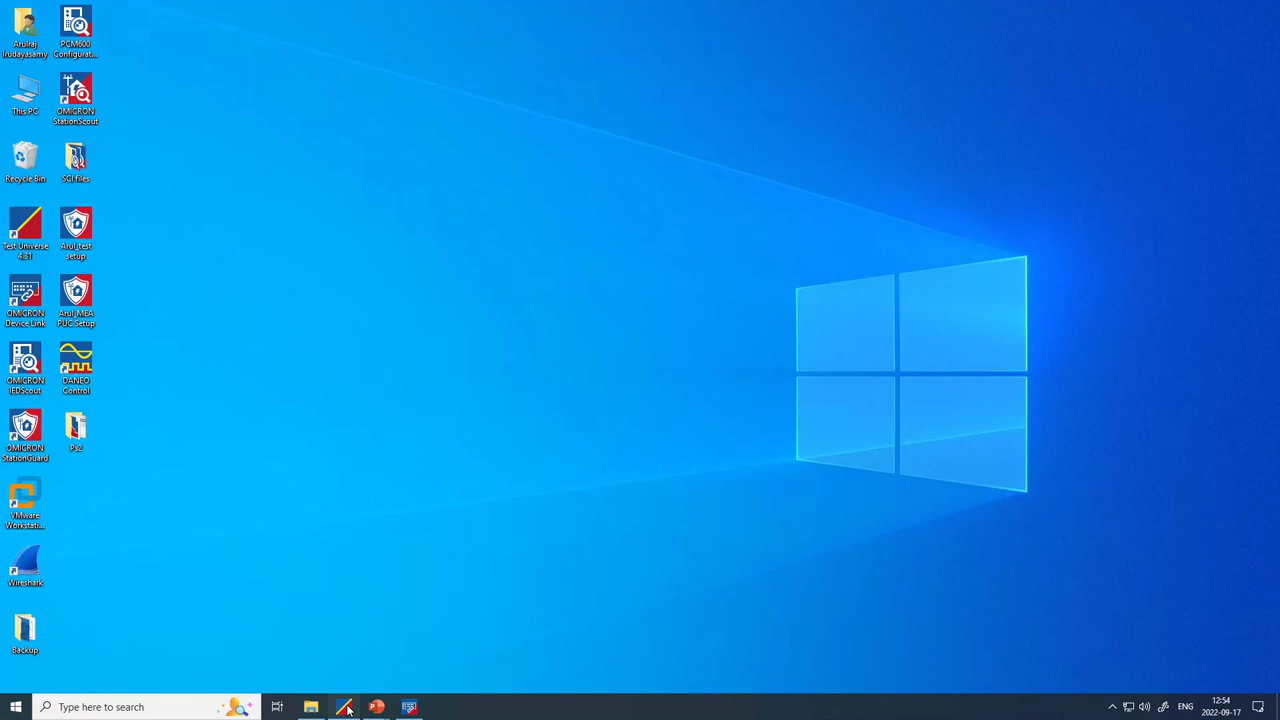 Arulraj
Irudayasamy
PCM600
Configurat...
This PC
OMICRON
StationScout
Recycle Bin
SCl files
Test Universe
4.31
Arul_test
setup
OMICRON
Device Link
Arul_MEA
PUC Setup
OMICRON
IEDScout
DANEO
Control
OMICRON
StationGuard
Ps2
VMware
Workstati...
Wireshark
Backup
Type here to search
ENG
12:54
2022-09-17